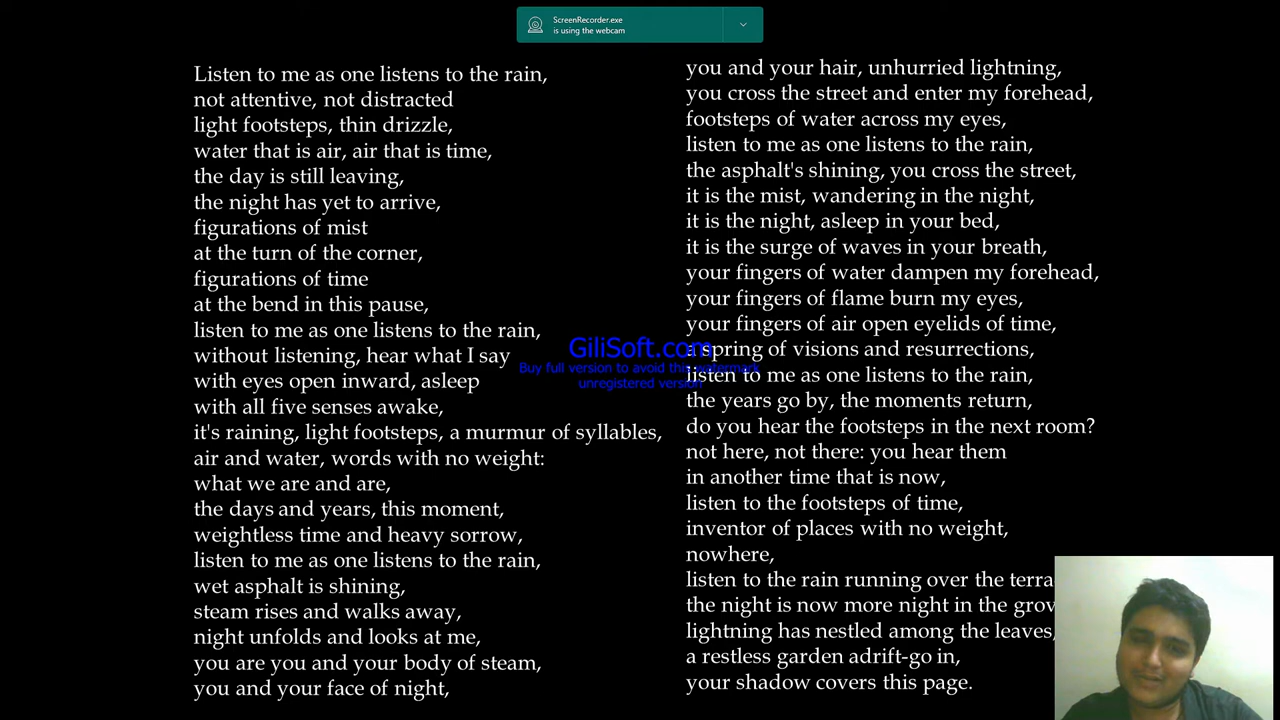 ScreenRecorder.exe
is using the webcam
Listen to me as one listens to the rain,
not attentive, not distracted
light footsteps, thin drizzle,
water that is air, air that is time,
the day is still leaving,
the night has yet to arrive,
figurations of mist
at the turn of the corner,
figurations of time
at the bend in this pause,
listen to me as one listens to the rain,
without listening, hear what I say
with eyes open inward, asleep
with all five senses awake,
it's raining, light footsteps, a murmur of syllables,
air and water, words with no weight:
what we are and are,
the days and years, this moment,
weightless time and heavy sorrow,
listen to me as one listens to the rain,
wet asphalt is shining,
steam rises and walks away,
night unfolds and looks at me,
you are you and your body of steam,
you and your face of night,
you and your hair, unhurried lightning,
you cross the street and enter my forehead,
footsteps of water across my eyes,
listen to me as one listens to the rain,
the asphalt's shining, you cross the street,
it is the mist, wandering in the night,
it is the night, asleep in your bed,
it is the surge of waves in your breath,
your fingers of water dampen my forehead,
your fingers of flame burn my eyes,
your fingers of air open eyelids of time,
a spring of visions and resurrections,
listen to me as one listens to the rain,
the years go by, the moments return,
do you hear the footsteps in the next room?
not here, not there: you hear them
in another time that is now,
listen to the footsteps of time,
inventor of places with no weight,
nowhere,
listen to the rain running over the
the night is now more night in the
lightning has nestled among the leaves,
a restless garden adrift-go in,
your shadow covers this page.
GiliSoft.com
Buy full version to avoid this watermark
unregistered version